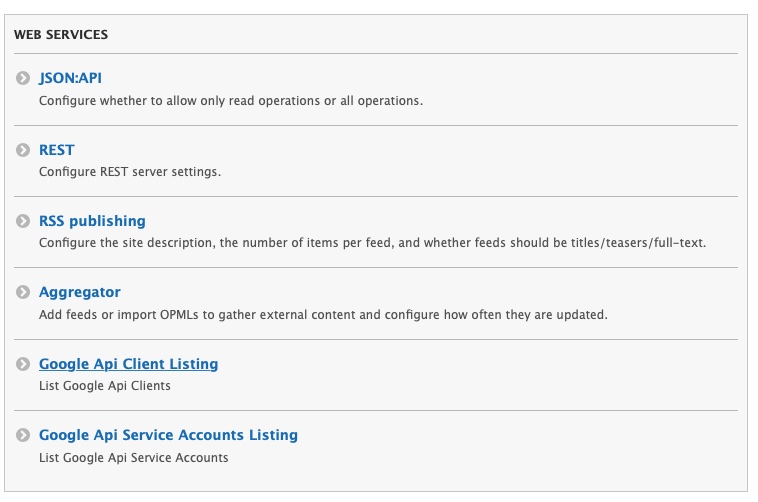 WEB SERVICES
JSON:API
Configure whether to allow only read operations or all operations.
REST
Configure REST server settings.
RSS publishing
Configure the site description, the number of items per feed, and whether feeds should be titles/teasers/full-text.
Aggregator
Add feeds or import OPMLs to gather external content and configure how often they are updated.
Google Api Client Listing
List Google Api Clients
Google Api Service Accounts Listing
List Google Api Service Accounts